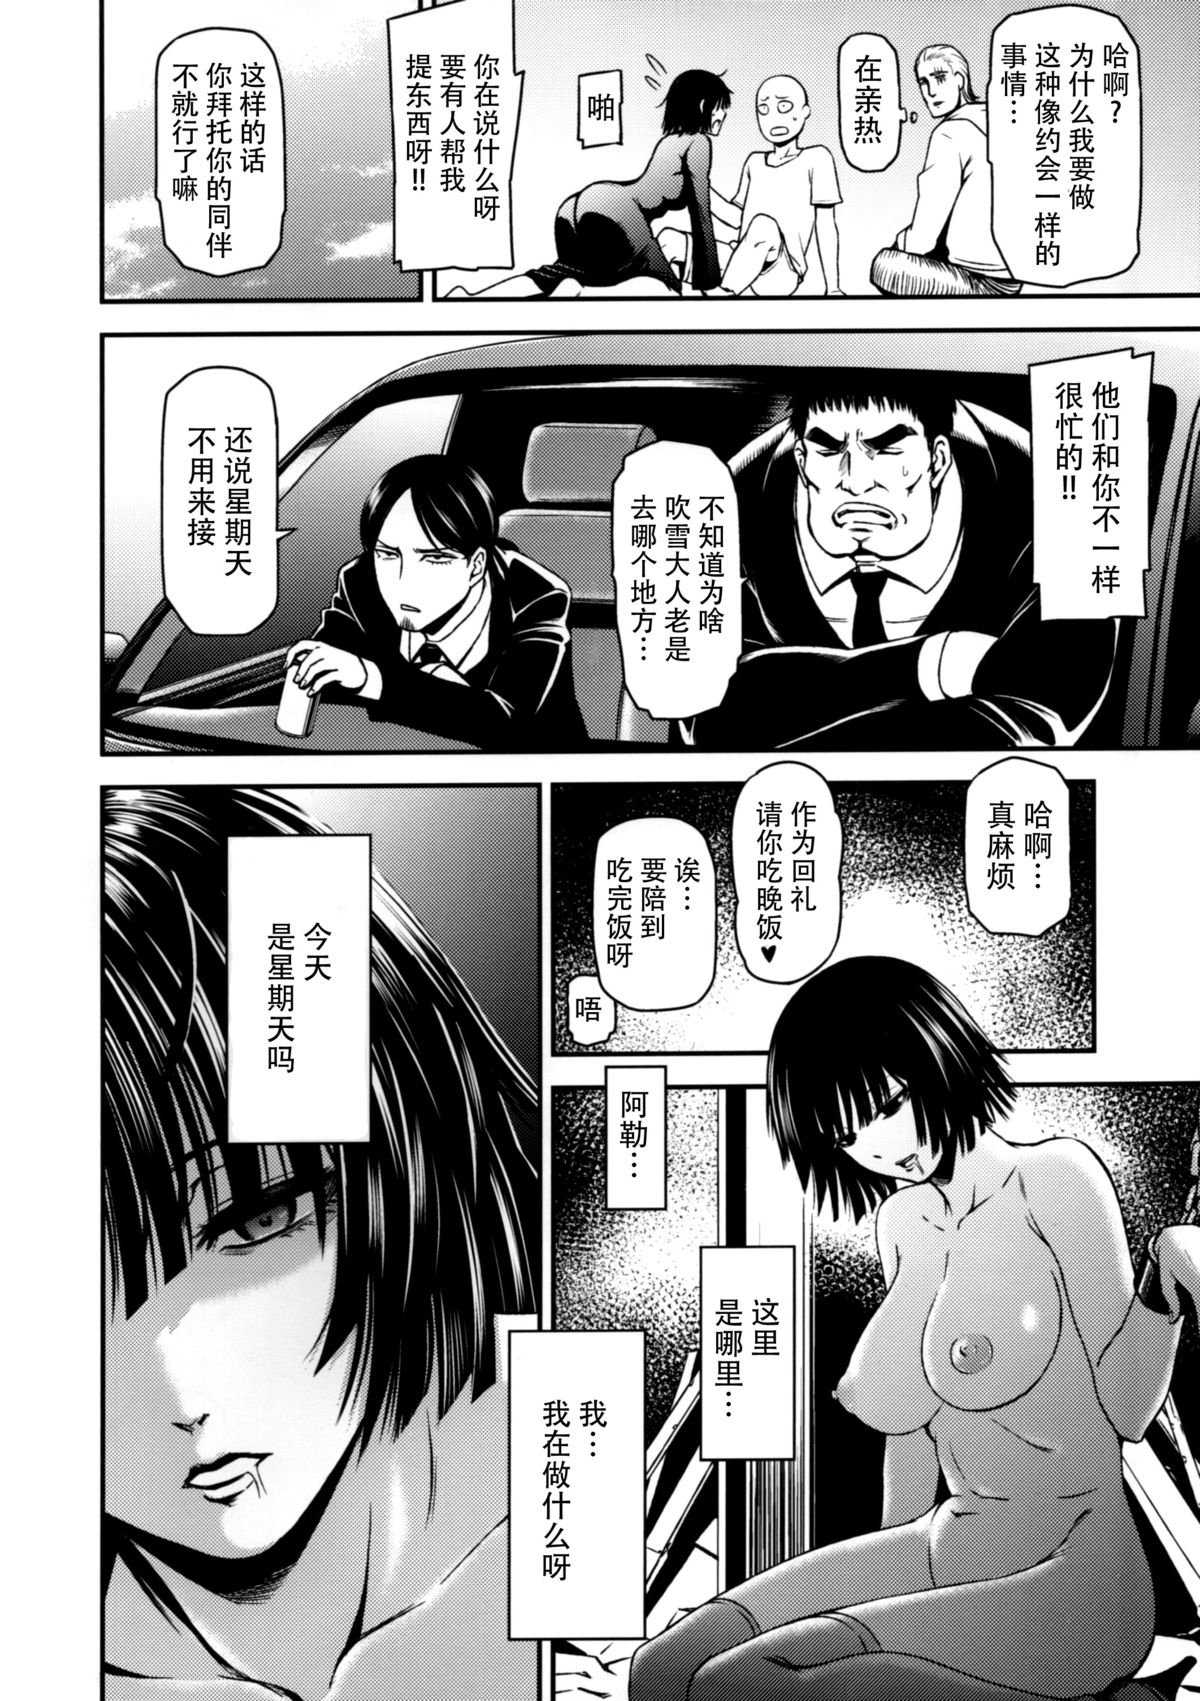 哈啊?
为什么我要做
这种像约会一样的
事情…
在亲热
啪
你在说什么呀
要有人帮我
提东西呀!!
这样的话
你拜托你的同伴
不就行了嘛
他们和你不一样
很忙的!!
不知道为啥
吹雪大人老是
去哪个地方…
还说星期天
不用来接
哈啊…
真麻烦
作为回礼
请你吃晚饭♥
诶…
要陪到
吃完饭呀
唔
阿勒…
这里
是哪里…
我…
我在做什么呀
今天
是星期天吗